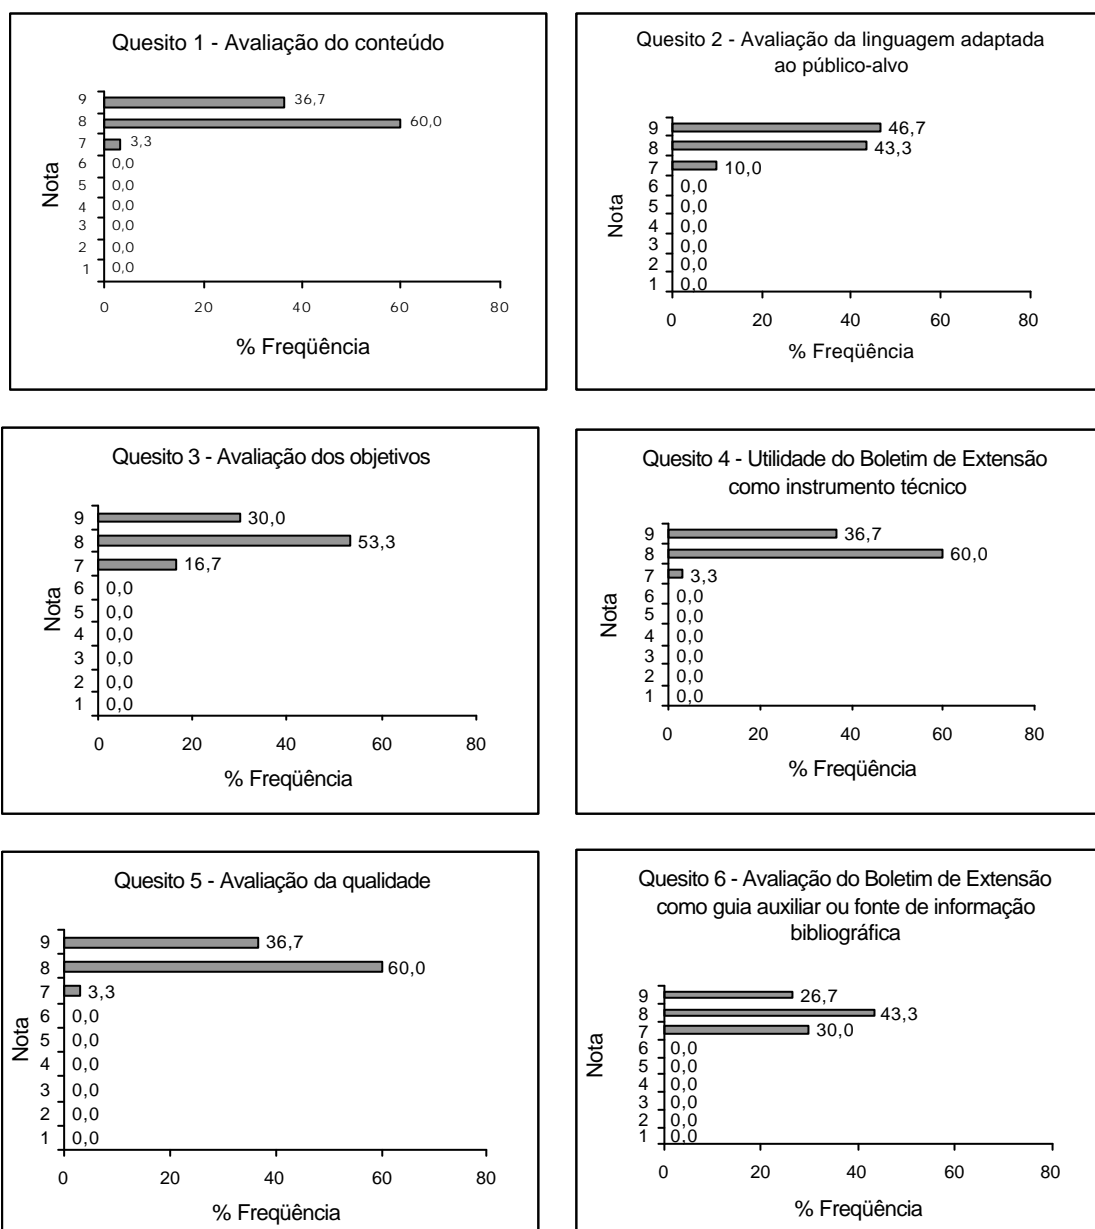 Quesito 1 - Avaliação do conteúdo
9 36,7
8 60,0
7 3,3
6 0,0
5 0,0
4 0,0
3 0,0
2 0,0
1 0,0
Nota
0 20 40 60 80
% Freqüência
Quesito 2 - Avaliação da linguagem adaptada
ao público-alvo
9 46,7
8 43,3
7 10,0
6 0,0
5 0,0
4 0,0
3 0,0
2 0,0
1 0,0
Nota
0 20 40 60 80
% Freqüência
Quesito 3 - Avaliação dos objetivos
9 30,0
8 53,3
7 16,7
6 0,0
5 0,0
4 0,0
3 0,0
2 0,0
1 0,0
Nota
0 20 40 60 80
% Freqüência
Quesito 4 - Utilidade do Boletim de Extensão
como instrumento técnico
9 36,7
8 60,0
7 3,3
6 0,0
5 0,0
4 0,0
3 0,0
2 0,0
1 0,0
Nota
0 20 40 60 80
% Freqüência
Quesito 5 - Avaliação da qualidade
9 36,7
8 60,0
7 3,3
6 0,0
5 0,0
4 0,0
3 0,0
2 0,0
1 0,0
Nota
0 20 40 60 80
% Freqüência
Quesito 6 - Avaliação do Boletim de Extensão
como guia auxiliar ou fonte de informação
bibliográfica
9 26,7
8 43,3
7 30,0
6 0,0
5 0,0
4 0,0
3 0,0
2 0,0
1 0,0
Nota
0 20 40 60 80
% Freqüência